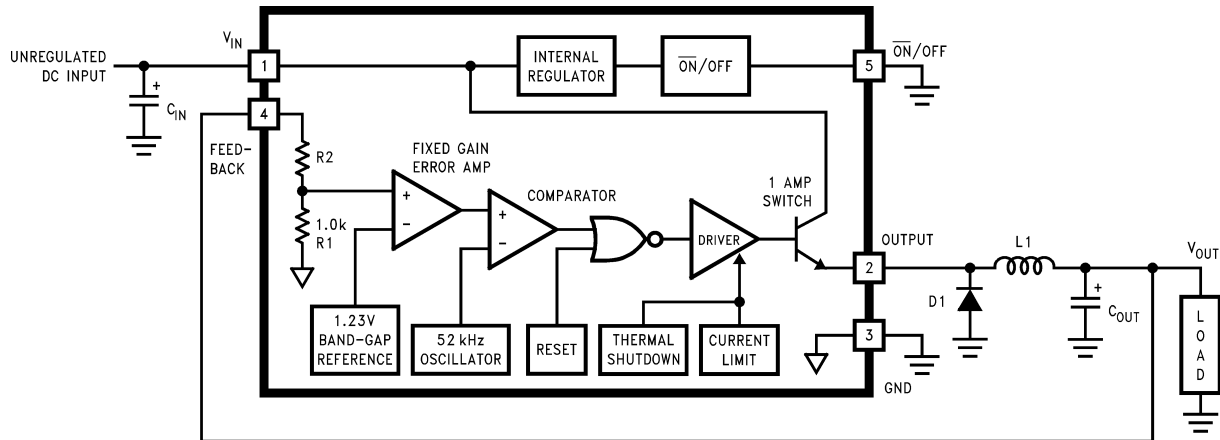 UNREGULATED
DC INPUT
+
C_IN
V_IN
1
4
FEED-
BACK
R2
1.0k
R1
FIXED GAIN
ERROR AMP
+
−
COMPARATOR
+
−
INTERNAL
REGULATOR
ON/OFF
5
ON/OFF
1 AMP
SWITCH
DRIVER
1.23V
BAND-GAP
REFERENCE
52 kHz
OSCILLATOR
RESET
THERMAL
SHUTDOWN
CURRENT
LIMIT
OUTPUT
2
3
GND
D1
L1
+
C_OUT
V_OUT
LOAD